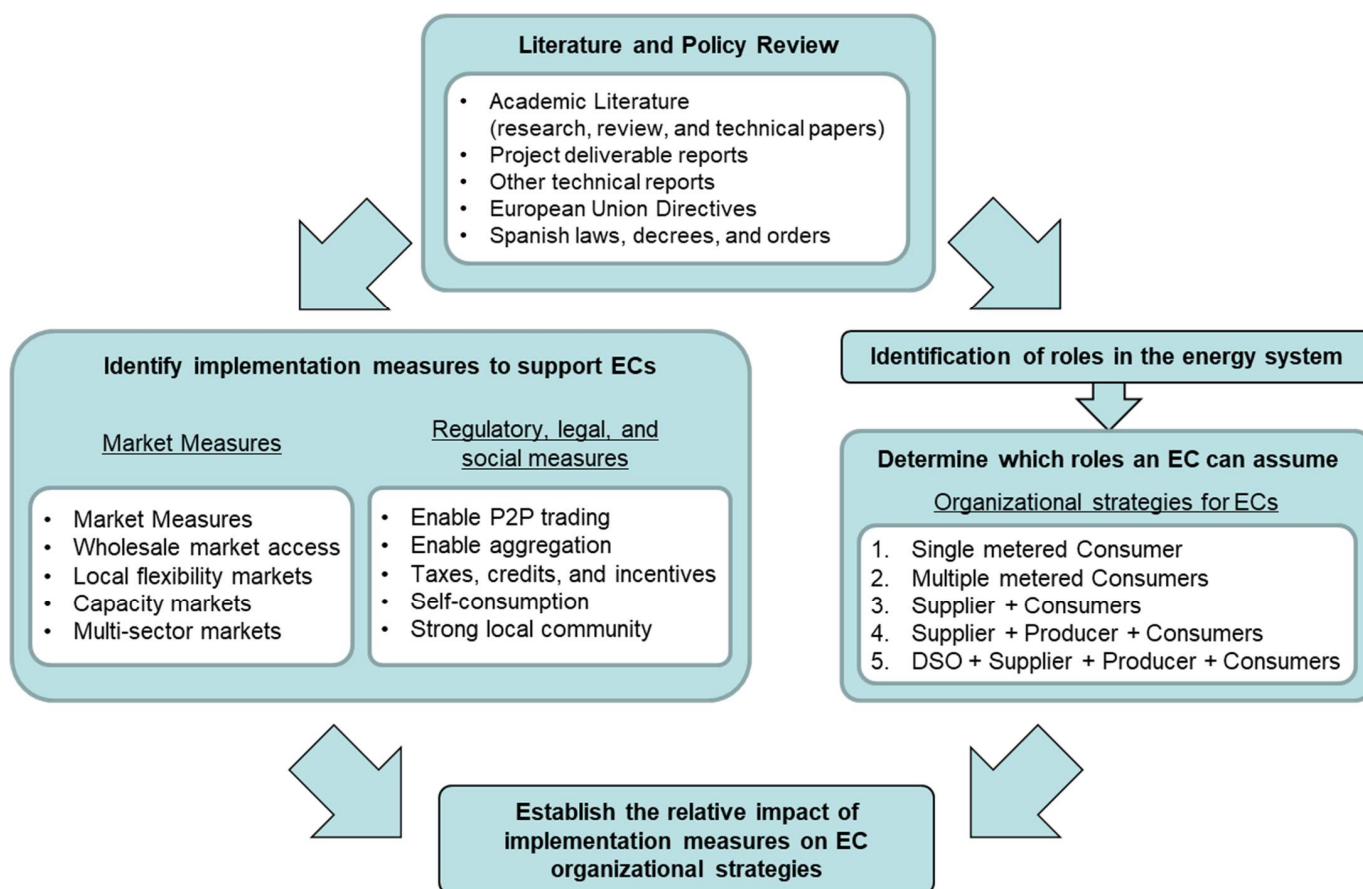 Literature and Policy Review
• Academic Literature
(research, review, and technical papers)
• Project deliverable reports
• Other technical reports
• European Union Directives
• Spanish laws, decrees, and orders
Identify implementation measures to support ECs
Market Measures
• Market Measures
• Wholesale market access
• Local flexibility markets
• Capacity markets
• Multi-sector markets
Regulatory, legal, and
social measures
• Enable P2P trading
• Enable aggregation
• Taxes, credits, and incentives
• Self-consumption
• Strong local community
Identification of roles in the energy system
Determine which roles an EC can assume
Organizational strategies for ECs
1. Single metered Consumer
2. Multiple metered Consumers
3. Supplier + Consumers
4. Supplier + Producer + Consumers
5. DSO + Supplier + Producer + Consumers
Establish the relative impact of
implementation measures on EC
organizational strategies